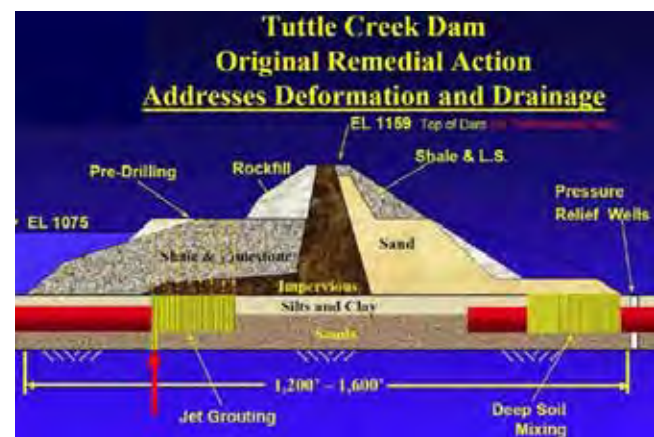 Tuttle Creek Dam
Original Remedial Action
Addresses Deformation and Drainage
EL 1159 Top of Dam
Shale & L.S.
Pre-Drilling
Rockfill
Pressure
Relief Wells
EL 1075
Sand
Shale & Limestone
Impervious
Silts and Clay
Sands
1,200' – 1,600'
Jet Grouting
Deep Soil
Mixing